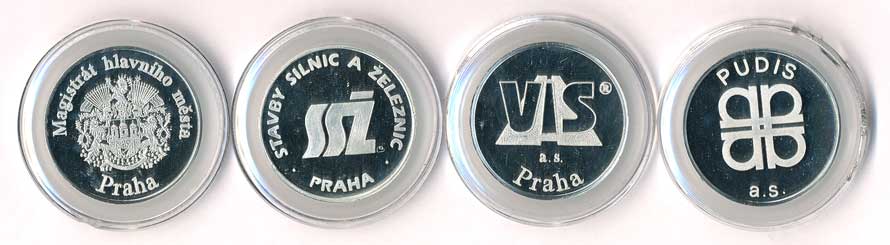 Magistrát hlavního města
Praha
STAVBY SILNIC A ŽELEZNIC
SSŽ
PRAHA
VIS®
a.s.
Praha
PUDIS
a.s.